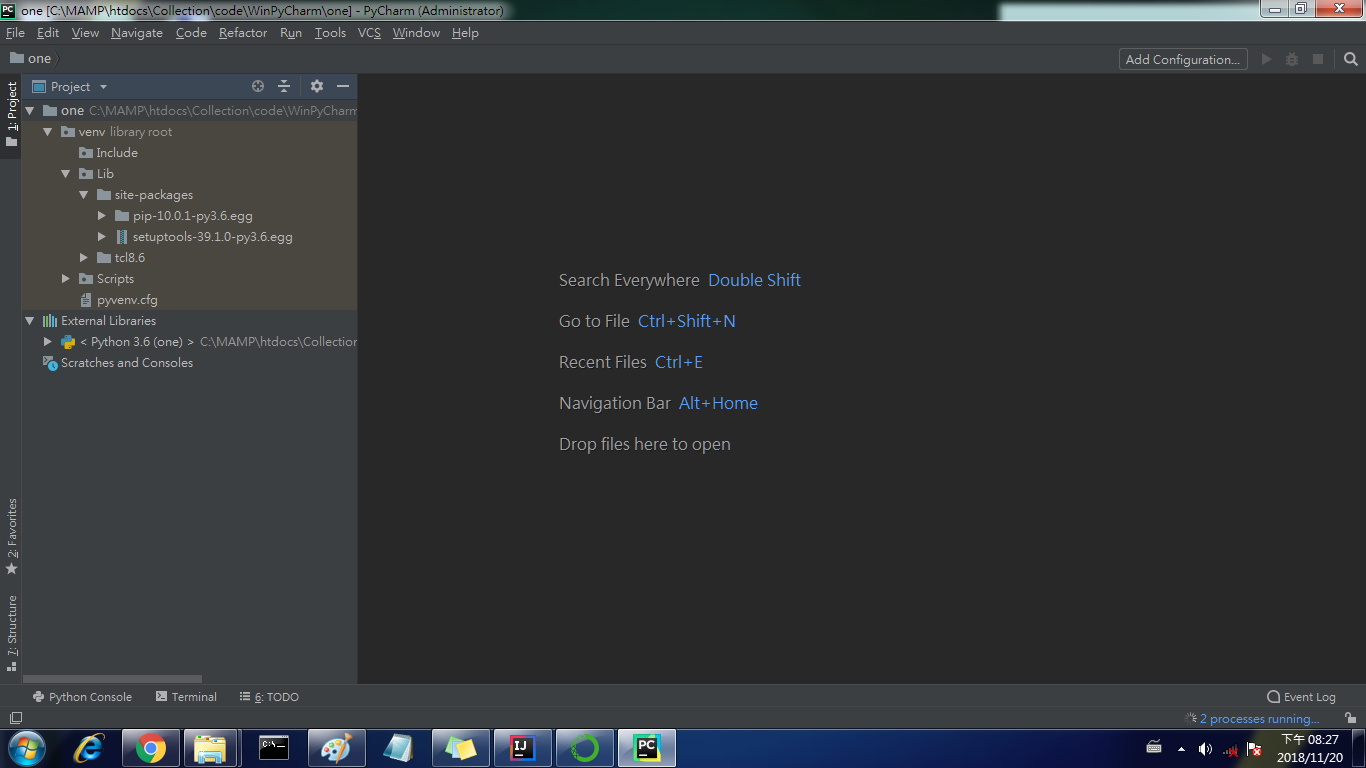 PC one [C:\MAMP\htdocs\Collection\code\WinPyCharm\one] - PyCharm (Administrator)
File Edit View Navigate Code Refactor Run Tools VCS Window Help
one Add Configuration...
1: Project
Project
one C:\MAMP\htdocs\Collection\code\WinPyCharm
venv library root
Include
Lib
site-packages
pip-10.0.1-py3.6.egg
setuptools-39.1.0-py3.6.egg
tcl8.6
Scripts
pyvenv.cfg
External Libraries
< Python 3.6 (one) > C:\MAMP\htdocs\Collection
Scratches and Consoles
Search Everywhere Double Shift
Go to File Ctrl+Shift+N
Recent Files Ctrl+E
Navigation Bar Alt+Home
Drop files here to open
2: Favorites
7: Structure
Python Console Terminal 6: TODO Event Log
2 processes running...
C:\_
IJ
PC
下午 08:27
2018/11/20